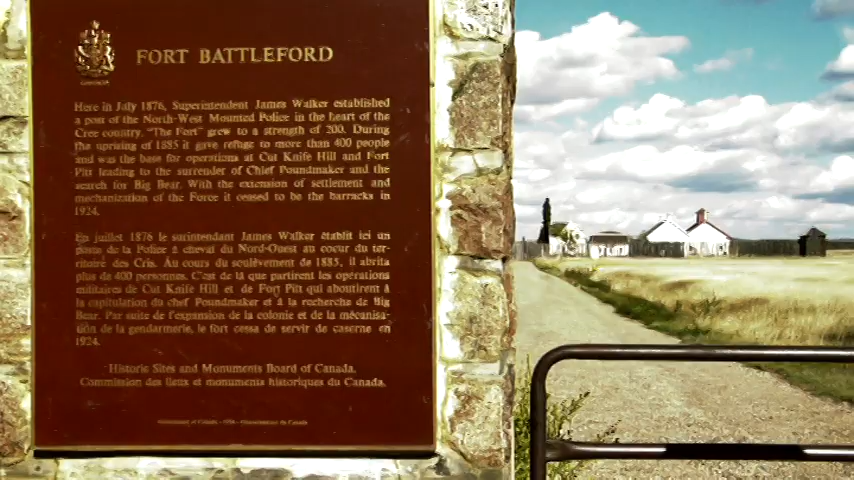 FORT BATTLEFORD
Here in July 1876, Superintendent James Walker established
a post of the North-West Mounted Police in the heart of the
Cree country. "The Fort" grew to a strength of 200. During
the uprising of 1885 it gave refuge to more than 400 people
and was the base for operations at Cut Knife Hill and Fort
Pitt leading to the surrender of Chief Poundmaker and the
search for Big Bear. With the extension of settlement and
mechanization of the Force it ceased to be the barracks in
1924.
En juillet 1876 le surintendant James Walker établit ici un
poste de la Police à cheval du Nord-Ouest au coeur du ter-
ritoire des Cris. Au cours du soulèvement de 1885, il abrita
plus de 400 personnes. C'est de là que partirent les opérations
militaires de Cut Knife Hill et de Fort Pitt qui aboutirent à
la capitulation du chef Poundmaker et à la recherche de Big
Bear. Par suite de l'expansion de la colonie et de la mécanisa-
tion de la gendarmerie, le fort cessa de servir de caserne en
1924.
Historic Sites and Monuments Board of Canada.
Commission des lieux et monuments historiques du Canada.
Government of Canada - Gouvernement du Canada